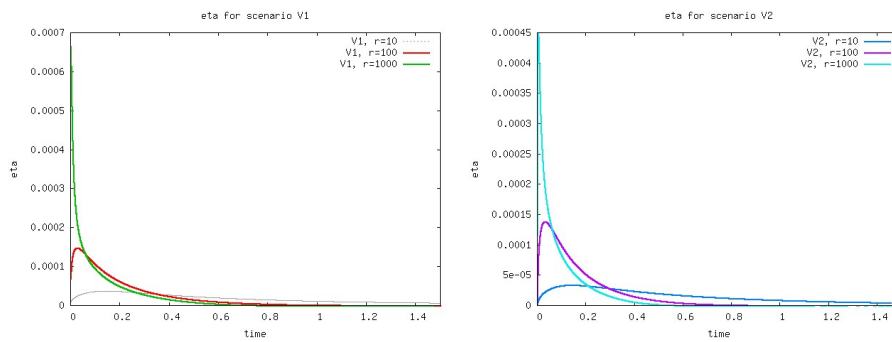 eta for scenario V1
0.0007
0.0006
0.0005
0.0004
0.0003
0.0002
0.0001
0
eta
0
0.2
0.4
0.6
0.8
1
1.2
1.4
time
V1, r=10
V1, r=100
V1, r=1000
eta for scenario V2
0.00045
0.0004
0.00035
0.0003
0.00025
0.0002
0.00015
0.0001
5e-05
0
eta
0
0.2
0.4
0.6
0.8
1
1.2
1.4
time
V2, r=10
V2, r=100
V2, r=1000